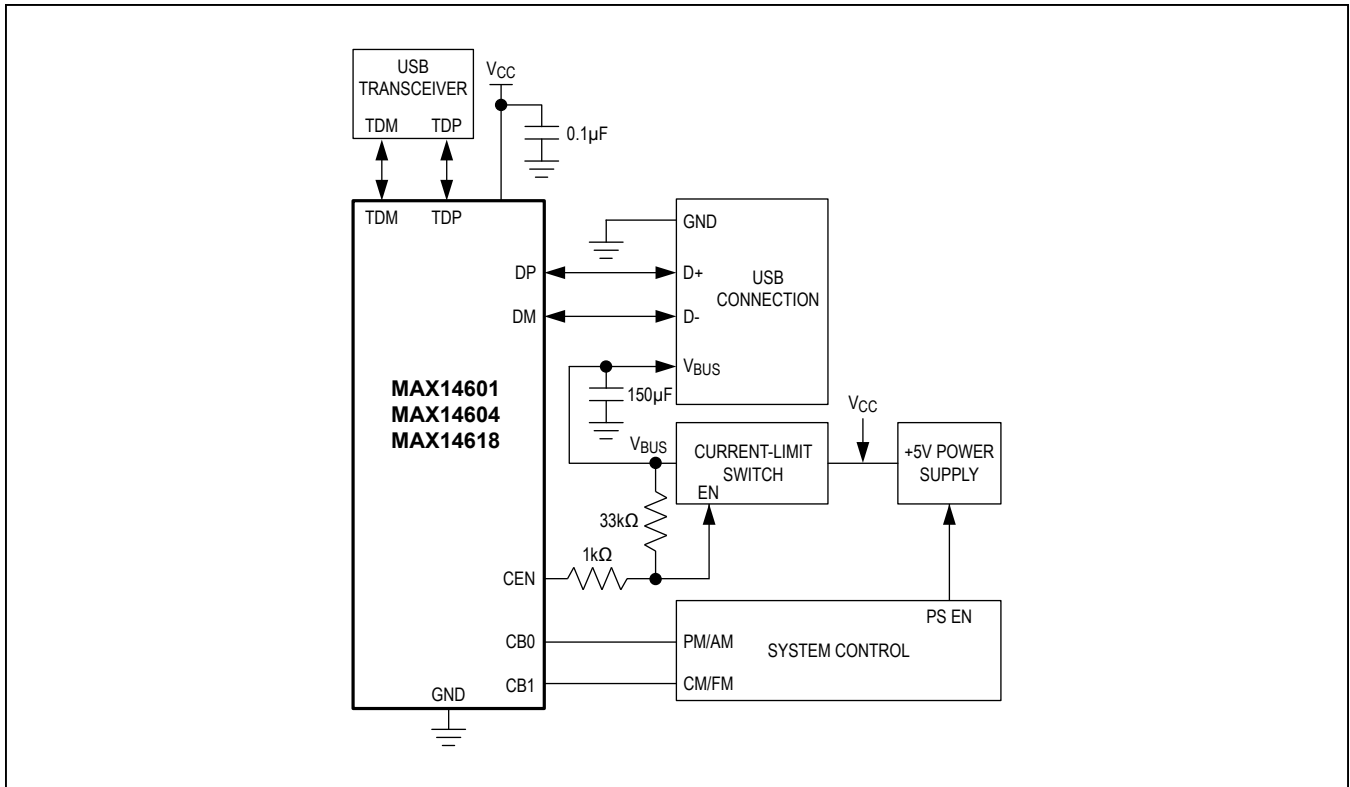 USB
TRANSCEIVER
TDM TDP
VCC
0.1µF
TDM TDP
DP
DM
MAX14601
MAX14604
MAX14618
CEN
CB0
CB1
GND
GND
D+
D-
VBUS
USB
CONNECTION
150µF
VBUS
CURRENT-LIMIT
SWITCH
EN
VCC
+5V POWER
SUPPLY
33kΩ
1kΩ
PS EN
PM/AM
CM/FM
SYSTEM CONTROL